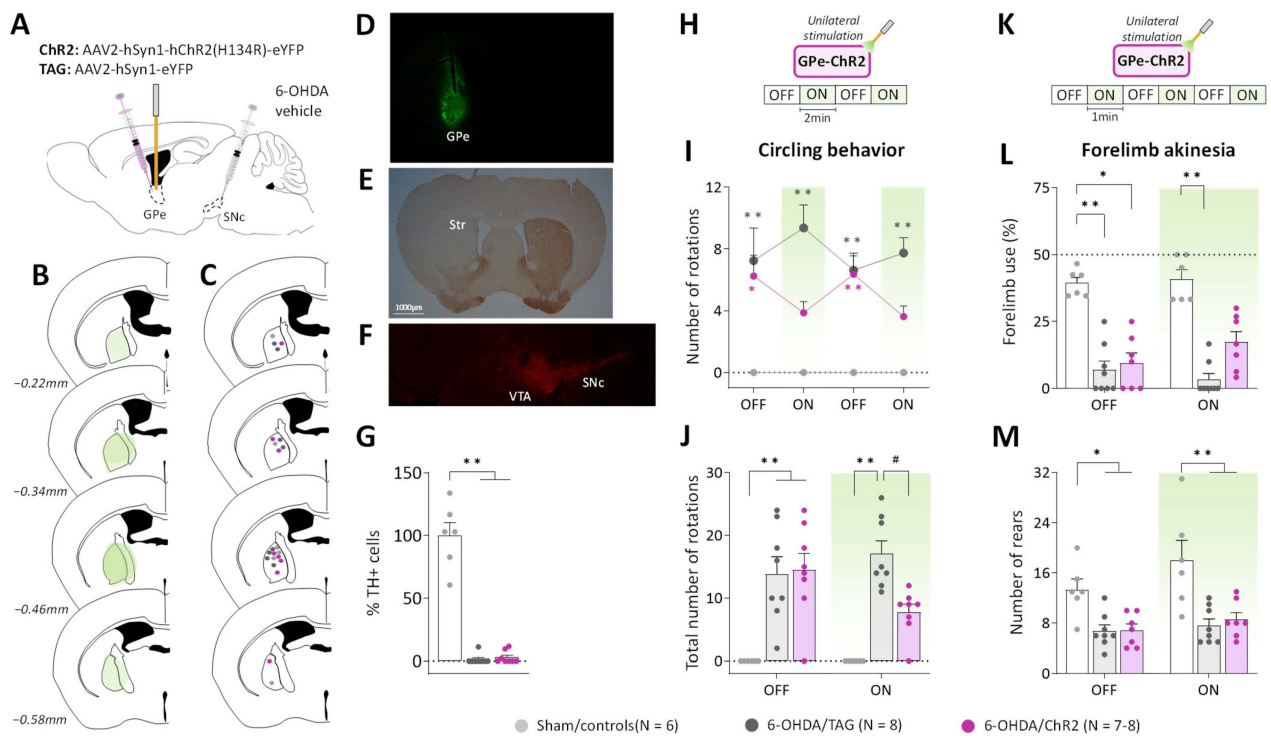 A
ChR2: AAV2-hSyn1-hChR2(H134R)-eYFP
TAG: AAV2-hSyn1-eYFP
6-OHDA
vehicle
GPe
SNc
B
C
−0.22mm
−0.34mm
−0.46mm
−0.58mm
D
GPe
E
Str
1000µm
F
VTA
SNc
G
**
150
100
50
0
% TH+ cells
H
Unilateral
stimulation
GPe-ChR2
OFF ON OFF ON
2min
I
Circling behavior
12
8
4
0
Number of rotations
** ** ** **
* **
OFF ON OFF ON
J
** ** #
30
20
10
0
Total number of rotations
OFF ON
K
Unilateral
stimulation
GPe-ChR2
OFF ON OFF ON OFF ON
1min
L
Forelimb akinesia
75
50
25
0
Forelimb use (%)
* **
**
OFF ON
M
* **
32
24
16
8
0
Number of rears
OFF ON
Sham/controls(N = 6) 6-OHDA/TAG (N = 8) 6-OHDA/ChR2 (N = 7-8)